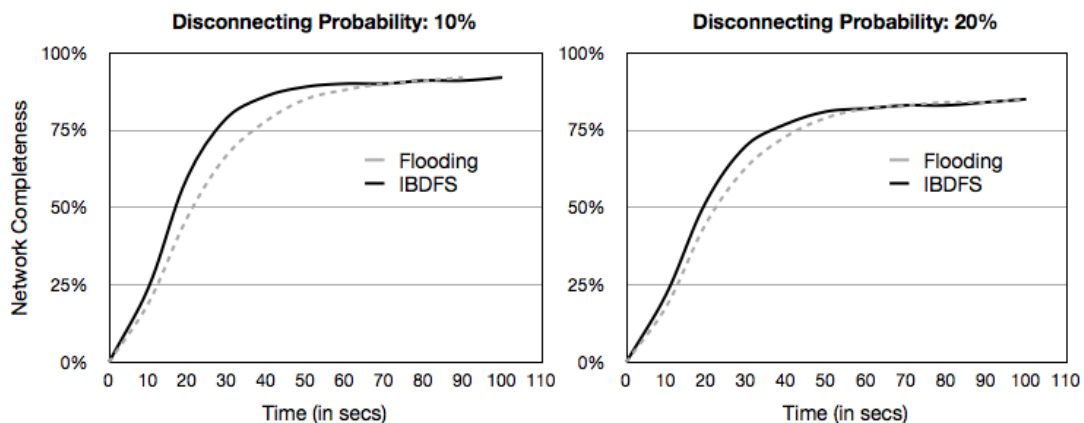 Disconnecting Probability: 10%
100%
75%
50%
25%
0%
Network Completeness
Flooding
IBDFS
0 10 20 30 40 50 60 70 80 90 100 110
Time (in secs)
Disconnecting Probability: 20%
100%
75%
50%
25%
0%
Flooding
IBDFS
0 10 20 30 40 50 60 70 80 90 100 110
Time (in secs)